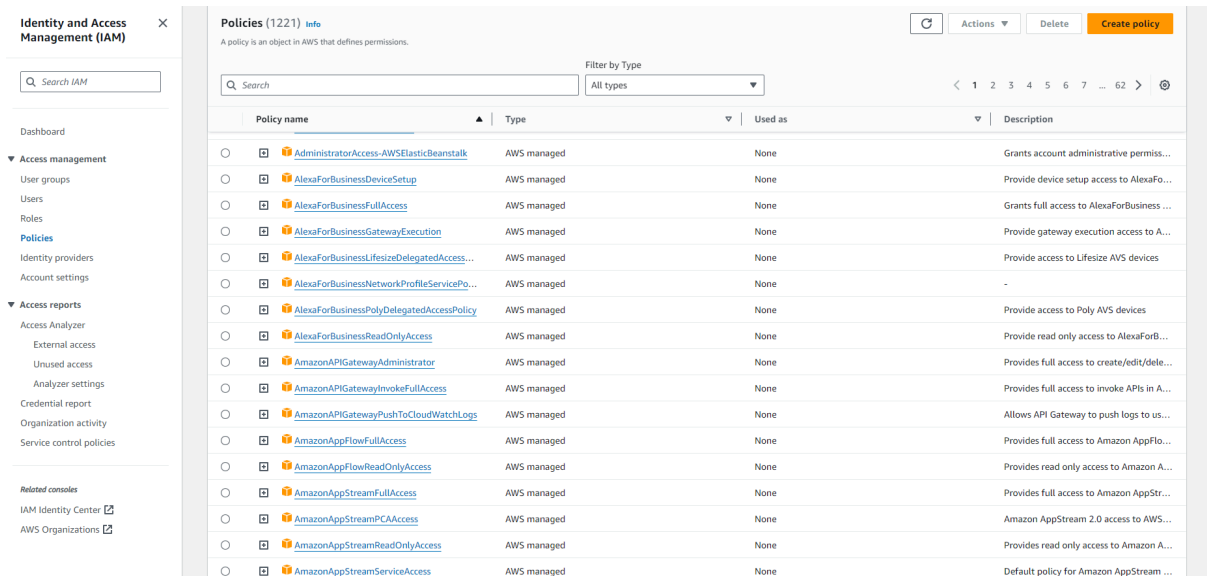 Identity and Access
Management (IAM)
Search IAM
Dashboard
Access management
User groups
Users
Roles
Policies
Identity providers
Account settings
Access reports
Access Analyzer
External access
Unused access
Analyzer settings
Credential report
Organization activity
Service control policies
Related consoles
IAM Identity Center
AWS Organizations
Policies (1221) Info
A policy is an object in AWS that defines permissions.
Actions
Delete
Create policy
Filter by Type
Search
All types
1 2 3 4 5 6 7 ... 62
Policy name Type Used as Description
AdministratorAccess-AWSElasticBeanstalk AWS managed None Grants account administrative permiss...
AlexaForBusinessDeviceSetup AWS managed None Provide device setup access to AlexaFo...
AlexaForBusinessFullAccess AWS managed None Grants full access to AlexaForBusiness ...
AlexaForBusinessGatewayExecution AWS managed None Provide gateway execution access to A...
AlexaForBusinessLifesizeDelegatedAccess... AWS managed None Provide access to Lifesize AVS devices
AlexaForBusinessNetworkProfileServicePo... AWS managed None -
AlexaForBusinessPolyDelegatedAccessPolicy AWS managed None Provide access to Poly AVS devices
AlexaForBusinessReadOnlyAccess AWS managed None Provide read only access to AlexaForB...
AmazonAPIGatewayAdministrator AWS managed None Provides full access to create/edit/dele...
AmazonAPIGatewayInvokeFullAccess AWS managed None Provides full access to invoke APIs in A...
AmazonAPIGatewayPushToCloudWatchLogs AWS managed None Allows API Gateway to push logs to us...
AmazonAppFlowFullAccess AWS managed None Provides full access to Amazon AppFlo...
AmazonAppFlowReadOnlyAccess AWS managed None Provides read only access to Amazon A...
AmazonAppStreamFullAccess AWS managed None Provides full access to Amazon AppStr...
AmazonAppStreamPCAAccess AWS managed None Amazon AppStream 2.0 access to AWS...
AmazonAppStreamReadOnlyAccess AWS managed None Provides read only access to Amazon A...
AmazonAppStreamServiceAccess AWS managed None Default policy for Amazon AppStream ...